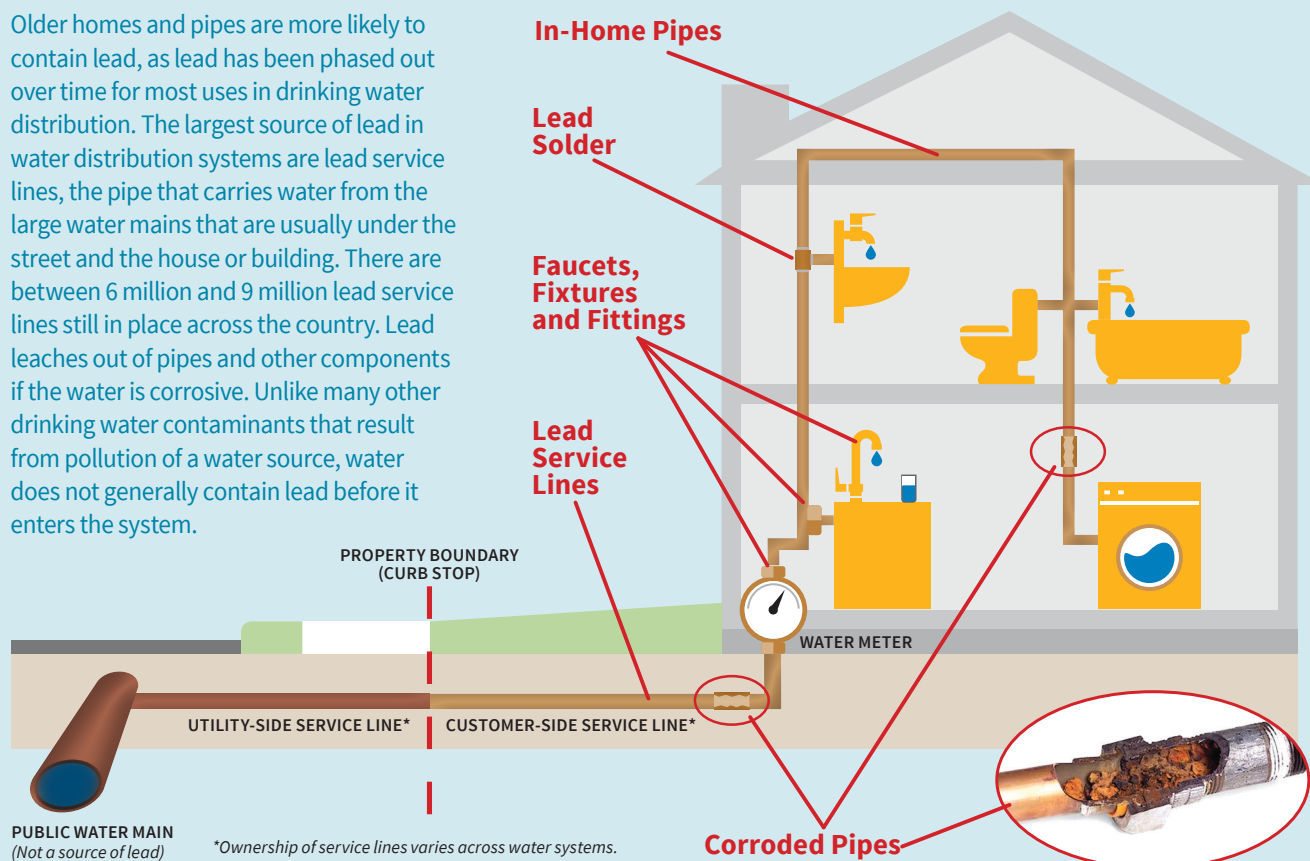 Older homes and pipes are more likely to
contain lead, as lead has been phased out
over time for most uses in drinking water
distribution. The largest source of lead in
water distribution systems are lead service
lines, the pipe that carries water from the
large water mains that are usually under the
street and the house or building. There are
between 6 million and 9 million lead service
lines still in place across the country. Lead
leaches out of pipes and other components
if the water is corrosive. Unlike many other
drinking water contaminants that result
from pollution of a water source, water
does not generally contain lead before it
enters the system.
In-Home Pipes
Lead
Solder
Faucets,
Fixtures
and Fittings
Lead
Service
Lines
PROPERTY BOUNDARY
(CURB STOP)
WATER METER
UTILITY-SIDE SERVICE LINE*
CUSTOMER-SIDE SERVICE LINE*
PUBLIC WATER MAIN
(Not a source of lead)
*Ownership of service lines varies across water systems.
Corroded Pipes